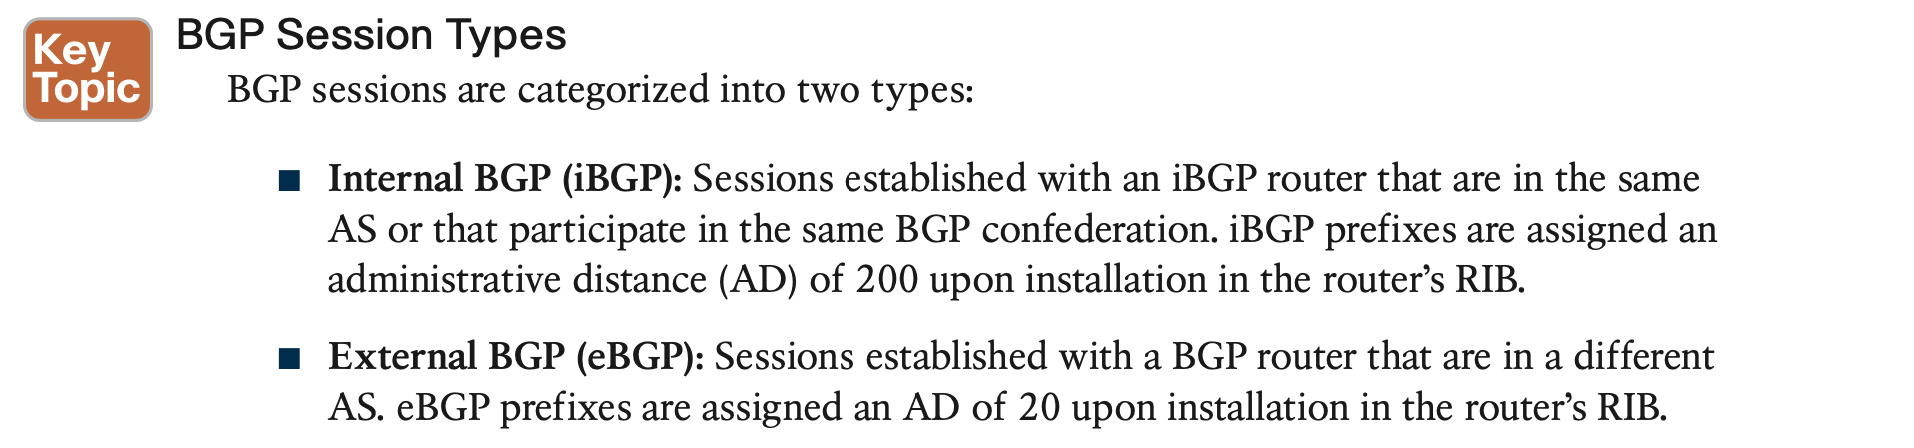 Key
Topic
BGP Session Types
BGP sessions are categorized into two types:
■ Internal BGP (iBGP): Sessions established with an iBGP router that are in the same
AS or that participate in the same BGP confederation. iBGP prefixes are assigned an
administrative distance (AD) of 200 upon installation in the router’s RIB.
■ External BGP (eBGP): Sessions established with a BGP router that are in a different
AS. eBGP prefixes are assigned an AD of 20 upon installation in the router’s RIB.